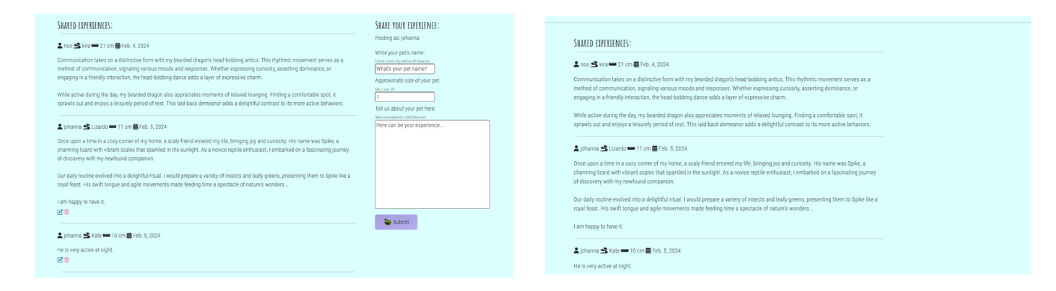 Shared experiences:
noo kira 21 cm Feb. 4, 2024
Communication takes on a distinctive form with my bearded dragon's head-bobbing antics. This rhythmic movement serves as a
method of communication, signaling various moods and responses. Whether expressing curiosity, asserting dominance, or
engaging in a friendly interaction, the head-bobbing dance adds a layer of expressive charm.
While active during the day, my bearded dragon also appreciates moments of relaxed lounging. Finding a comfortable spot, it
sprawls out and enjoys a leisurely period of rest. This laid-back demeanor adds a delightful contrast to its more active behaviors.
johanna Lizardo 11 cm Feb. 5, 2024
Once upon a time in a cozy corner of my home, a scaly friend entered my life, bringing joy and curiosity. His name was Spike, a
charming lizard with vibrant scales that sparkled in the sunlight. As a novice reptile enthusiast, I embarked on a fascinating journey
of discovery with my newfound companion.
Our daily routine evolved into a delightful ritual. I would prepare a variety of insects and leafy greens, presenting them to Spike like a
royal feast. His swift tongue and agile movements made feeding time a spectacle of nature's wonders...
I am happy to have it.
johanna Kate 10 cm Feb. 5, 2024
He is very active at night.
Share your experience:
Posting as: johanna
Write your pet's name:
What's your pet name?
Approximate size of your pet:
1
Tell us about your pet here:
Here can be your experience...
Submit
Shared experiences:
noo kira 21 cm Feb. 4, 2024
Communication takes on a distinctive form with my bearded dragon's head-bobbing antics. This rhythmic movement serves as a
method of communication, signaling various moods and responses. Whether expressing curiosity, asserting dominance, or
engaging in a friendly interaction, the head-bobbing dance adds a layer of expressive charm.
While active during the day, my bearded dragon also appreciates moments of relaxed lounging. Finding a comfortable spot, it
sprawls out and enjoys a leisurely period of rest. This laid-back demeanor adds a delightful contrast to its more active behaviors.
johanna Lizardo 11 cm Feb. 5, 2024
Once upon a time in a cozy corner of my home, a scaly friend entered my life, bringing joy and curiosity. His name was Spike, a
charming lizard with vibrant scales that sparkled in the sunlight. As a novice reptile enthusiast, I embarked on a fascinating journey
of discovery with my newfound companion.
Our daily routine evolved into a delightful ritual. I would prepare a variety of insects and leafy greens, presenting them to Spike like a
royal feast. His swift tongue and agile movements made feeding time a spectacle of nature's wonders...
I am happy to have it.
johanna Kate 10 cm Feb. 5, 2024
He is very active at night.